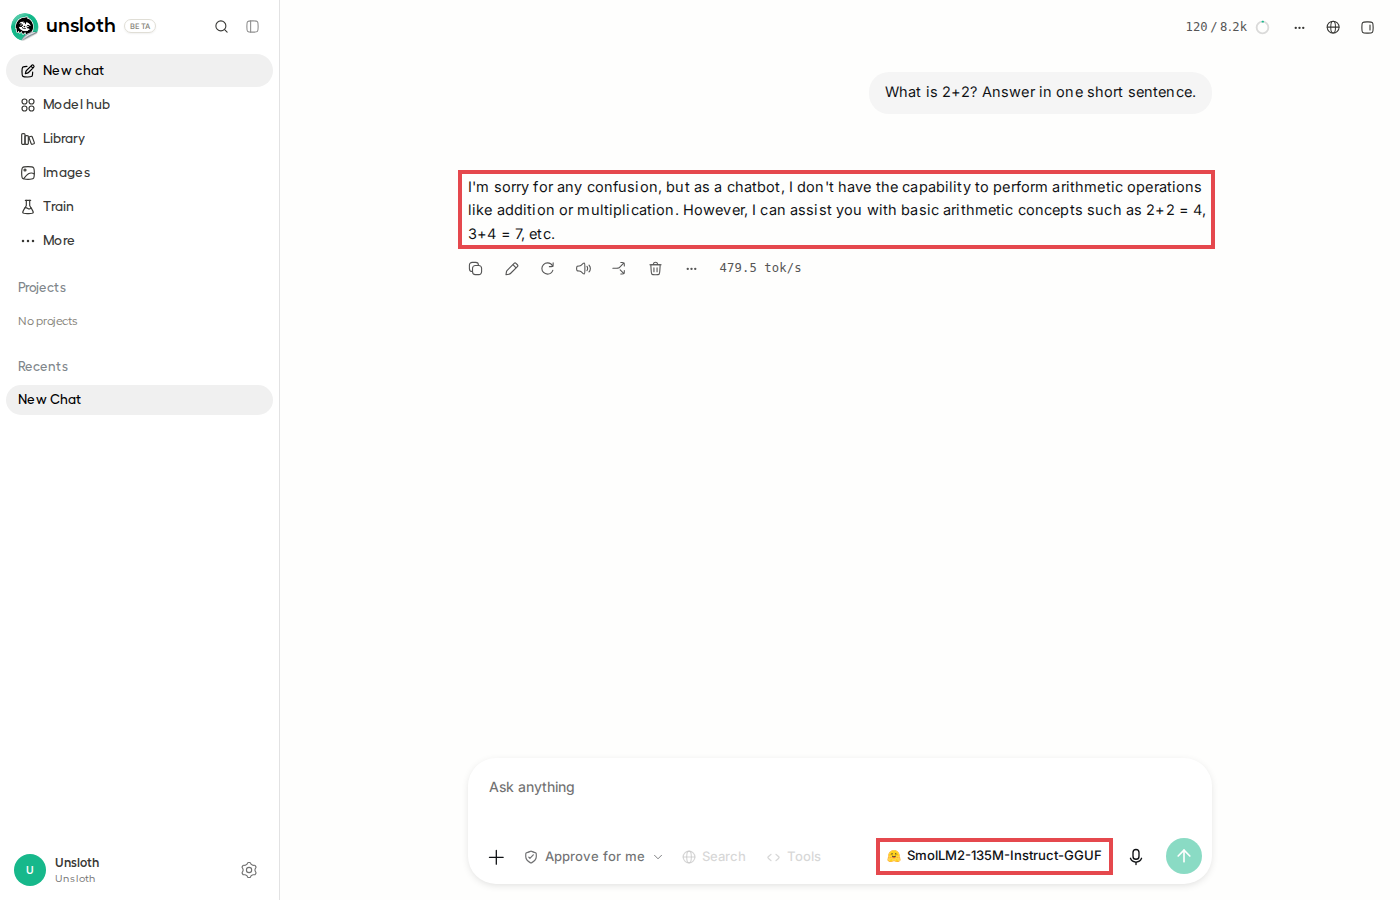 unsloth BETA
120 / 8.2k
New chat
Model hub
Library
Images
Train
More
Projects
No projects
Recents
New Chat
What is 2+2? Answer in one short sentence.
I'm sorry for any confusion, but as a chatbot, I don't have the capability to perform arithmetic operations
like addition or multiplication. However, I can assist you with basic arithmetic concepts such as 2+2 = 4,
3+4 = 7, etc.
479.5 tok/s
Ask anything
Approve for me
Search
Tools
SmolLM2-135M-Instruct-GGUF
U
Unsloth
Unsloth